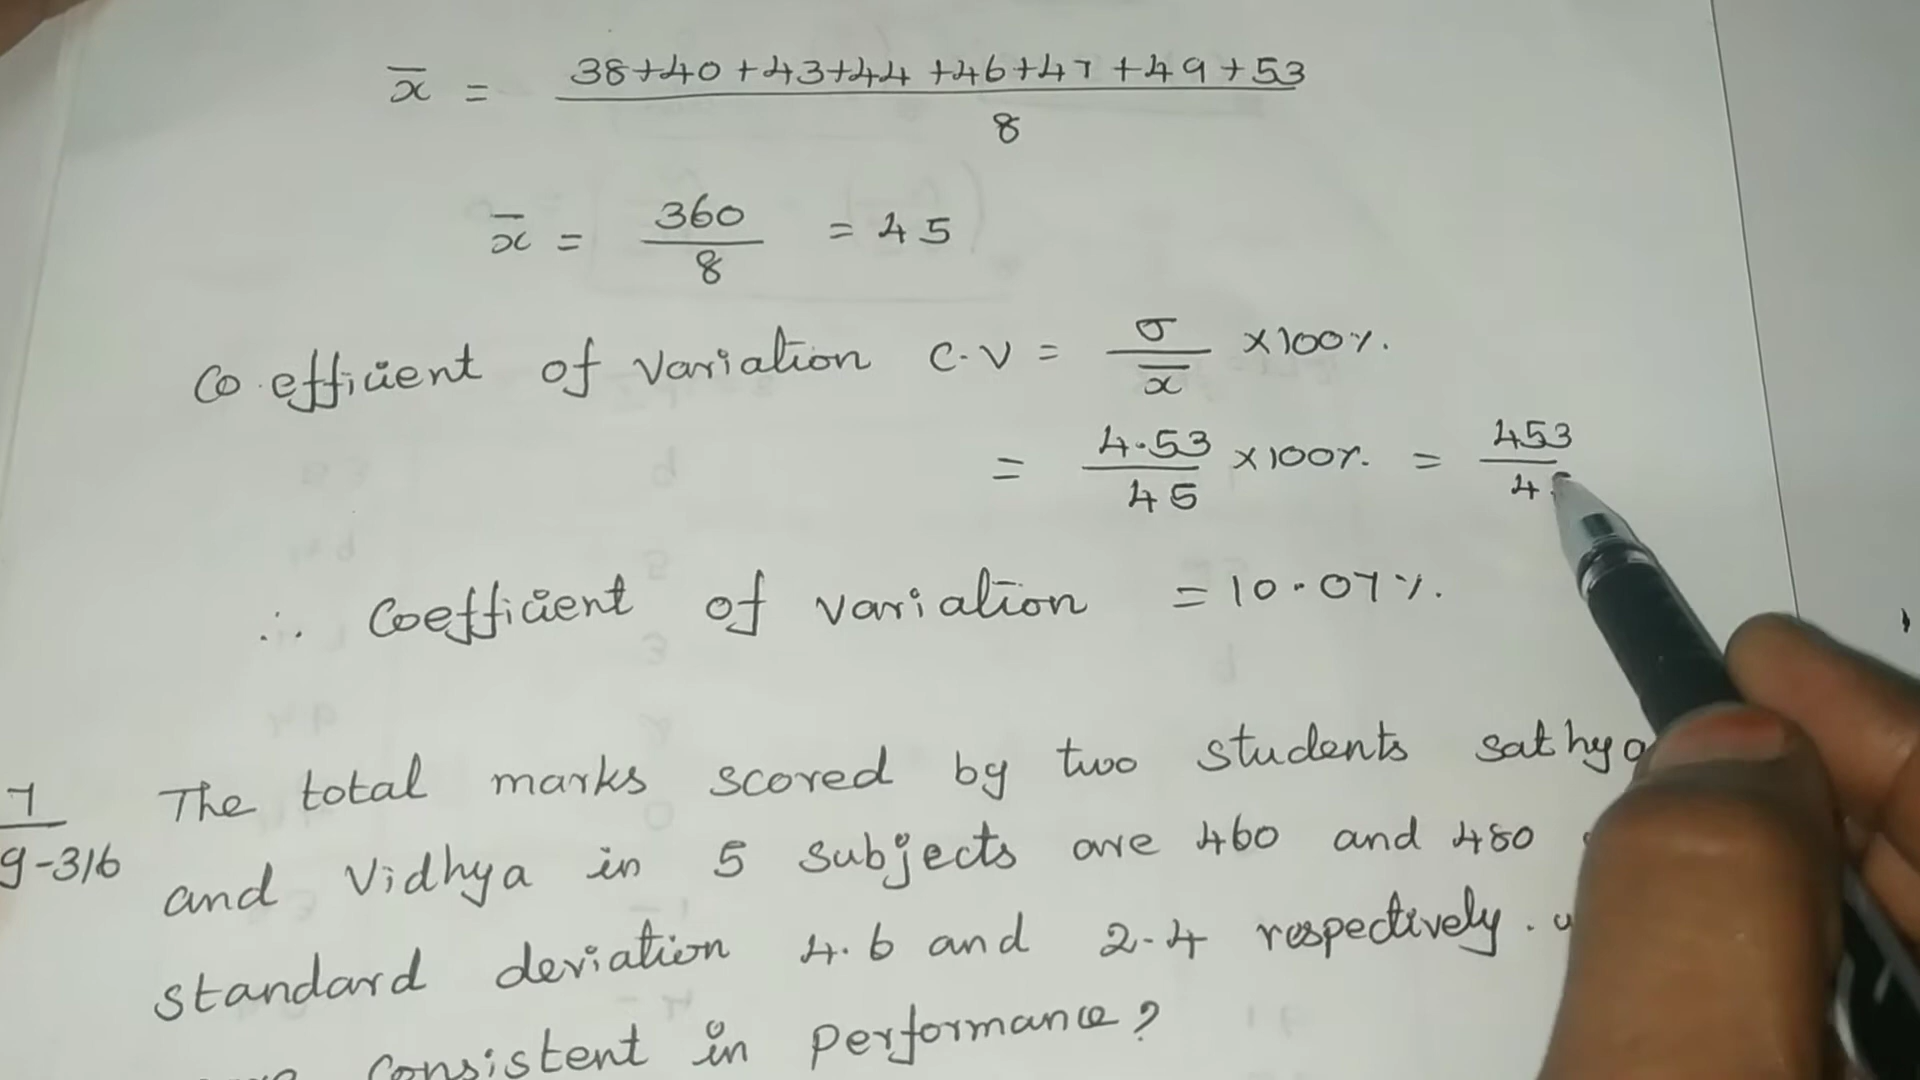 x̄ = 38+40+43+44+46+47+49+53
8
x̄ = 360/8 = 45
Co.efficient of variation C.V = σ/x̄ ×100%.
= 4.53/45 ×100%. = 453/4
∴ Coefficient of variation = 10.07%.
7 The total marks scored by two students sathya
9-316 and Vidhya in 5 subjects are 460 and 480
standard deviation 4.6 and 2.4 respectively.
consistent in performance?